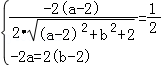 { -2(a-2) / 2•√((a-2)²+b²+2) = 1/2
-2a=2(b-2)